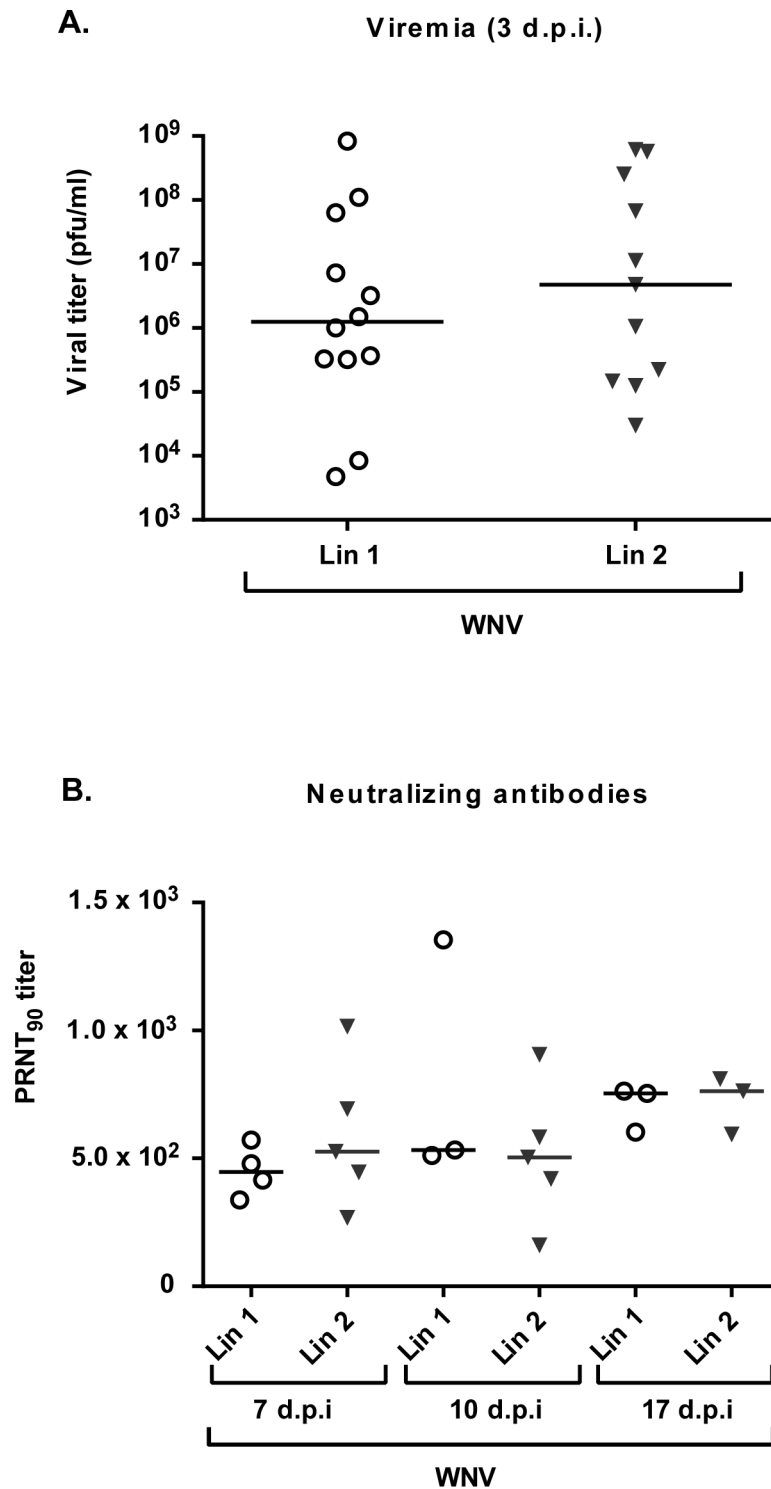 A.
Viremia (3 d.p.i.)
Viral titer (pfu/ml)
10⁹
10⁸
10⁷
10⁶
10⁵
10⁴
10³
Lin 1
Lin 2
WNV
B.
Neutralizing antibodies
PRNT₉₀ titer
1.5 x 10³
1.0 x 10³
5.0 x 10²
0
Lin 1
Lin 2
Lin 1
Lin 2
Lin 1
Lin 2
7 d.p.i
10 d.p.i
17 d.p.i
WNV